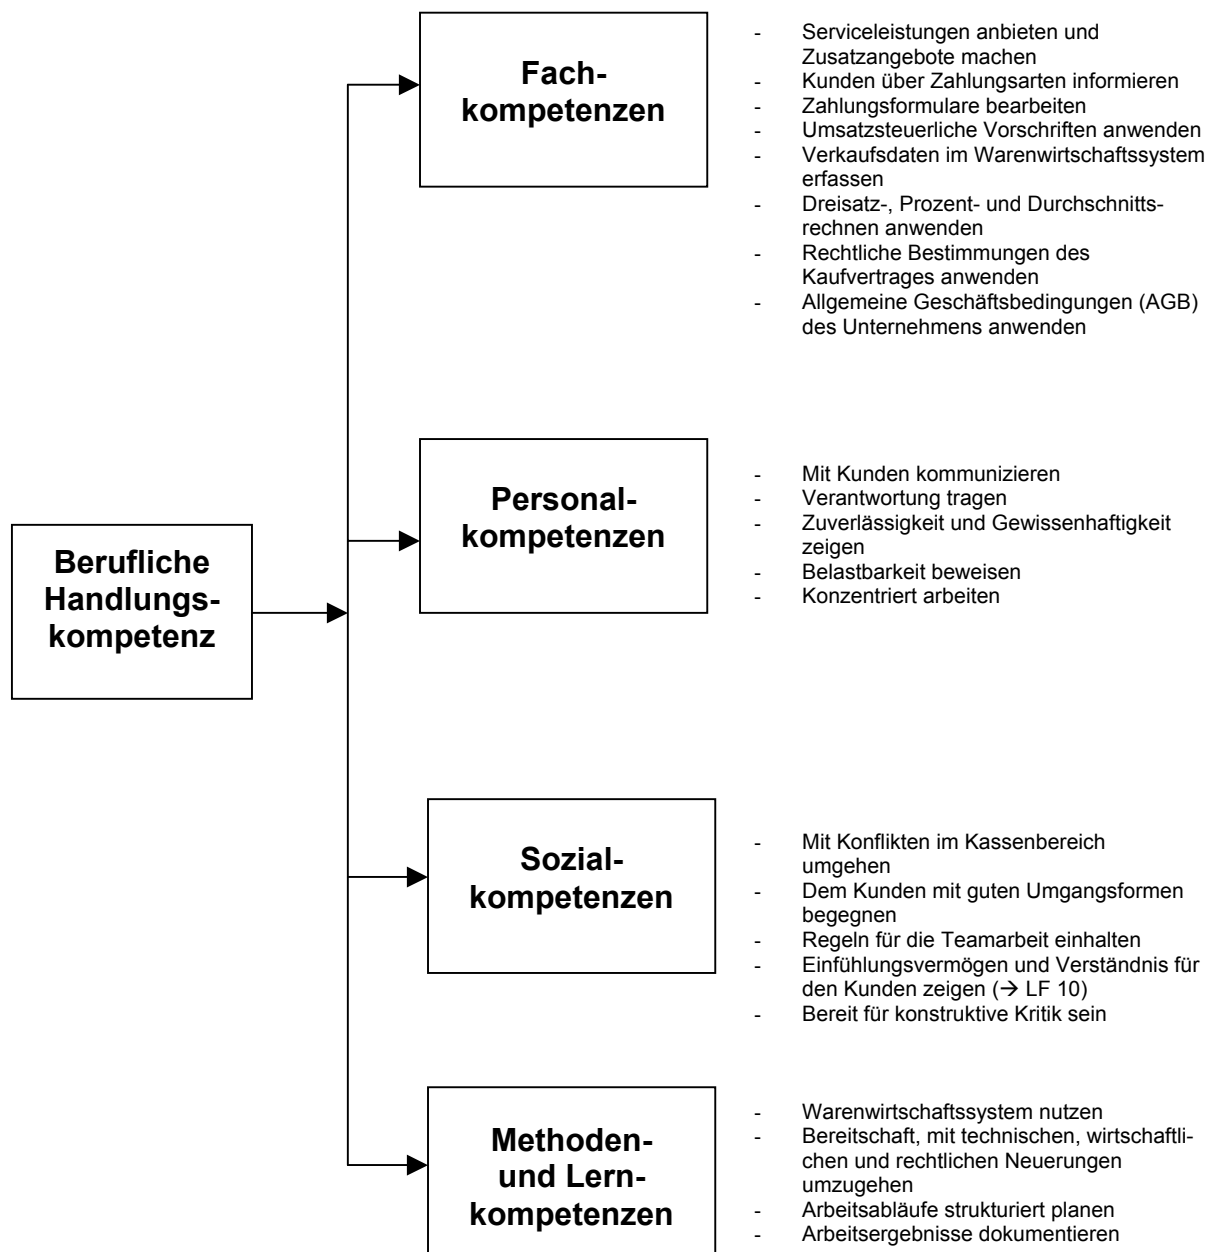 Berufliche
Handlungs-
kompetenz
Fach-
kompetenzen
- Serviceleistungen anbieten und
Zusatzangebote machen
- Kunden über Zahlungsarten informieren
- Zahlungsformulare bearbeiten
- Umsatzsteuerliche Vorschriften anwenden
- Verkaufsdaten im Warenwirtschaftssystem
erfassen
- Dreisatz-, Prozent- und Durchschnitts-
rechnen anwenden
- Rechtliche Bestimmungen des
Kaufvertrages anwenden
- Allgemeine Geschäftsbedingungen (AGB)
des Unternehmens anwenden
Personal-
kompetenzen
- Mit Kunden kommunizieren
- Verantwortung tragen
- Zuverlässigkeit und Gewissenhaftigkeit
zeigen
- Belastbarkeit beweisen
- Konzentriert arbeiten
Sozial-
kompetenzen
- Mit Konflikten im Kassenbereich
umgehen
- Dem Kunden mit guten Umgangsformen
begegnen
- Regeln für die Teamarbeit einhalten
- Einfühlungsvermögen und Verständnis für
den Kunden zeigen (→ LF 10)
- Bereit für konstruktive Kritik sein
Methoden-
und Lern-
kompetenzen
- Warenwirtschaftssystem nutzen
- Bereitschaft, mit technischen, wirtschaftli-
chen und rechtlichen Neuerungen
umzugehen
- Arbeitsabläufe strukturiert planen
- Arbeitsergebnisse dokumentieren